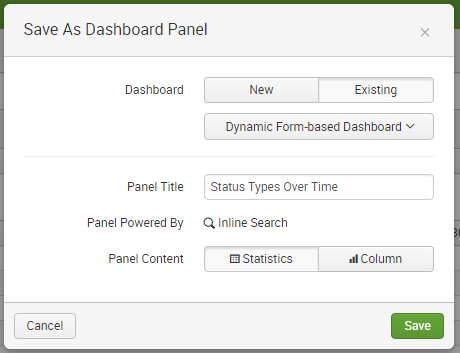 Save As Dashboard Panel
×
Dashboard New Existing
Dynamic Form-based Dashboard
Panel Title Status Types Over Time
Panel Powered By Inline Search
Panel Content Statistics Column
Cancel Save